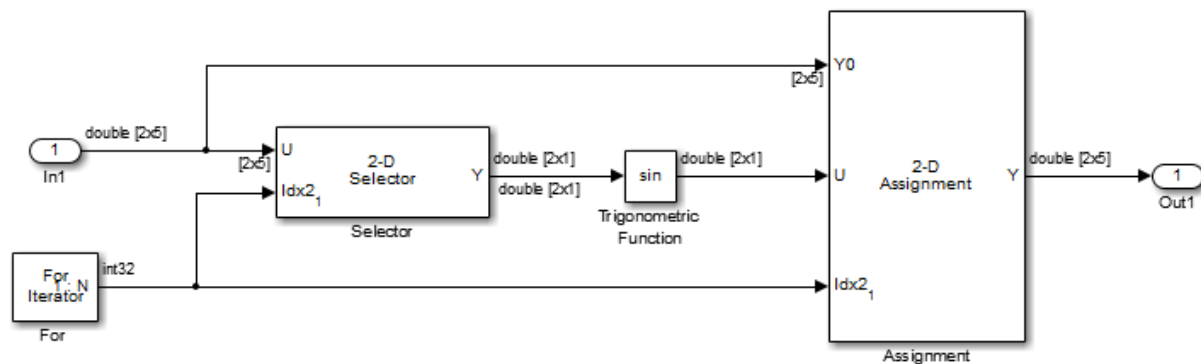 Y0
[2x5]
double [2x5]
1
In1
U
[2x5]
2-D
Selector
Y
Idx2 1
Selector
double [2x1]
double [2x1]
sin
Trigonometric
Function
double [2x1]
U
2-D
Assignment
Y
double [2x5]
1
Out1
int32
For
Iterator
1 : N
For
Idx2 1
Assignment